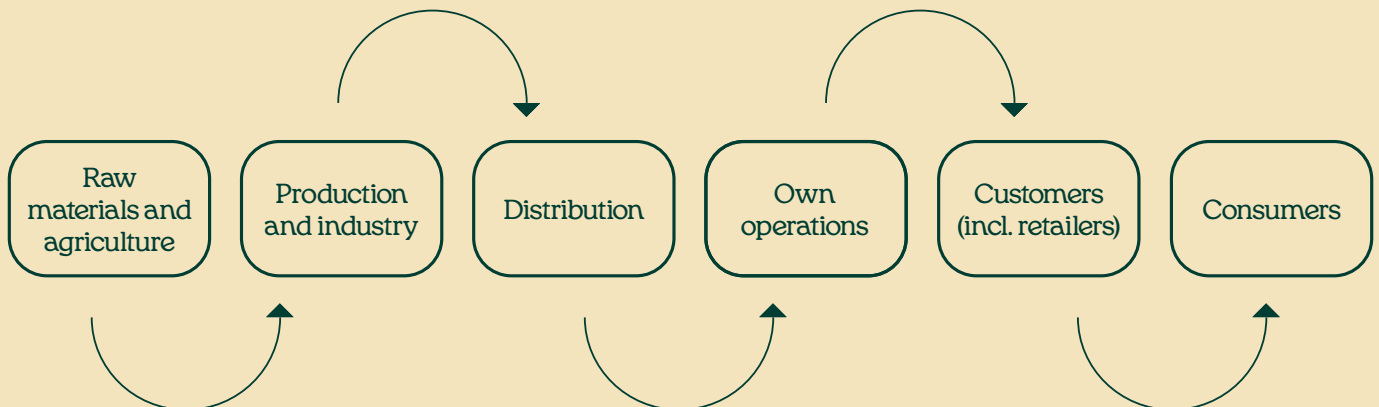 Raw
materials and
agriculture
Production
and industry
Distribution
Own
operations
Customers
(incl. retailers)
Consumers